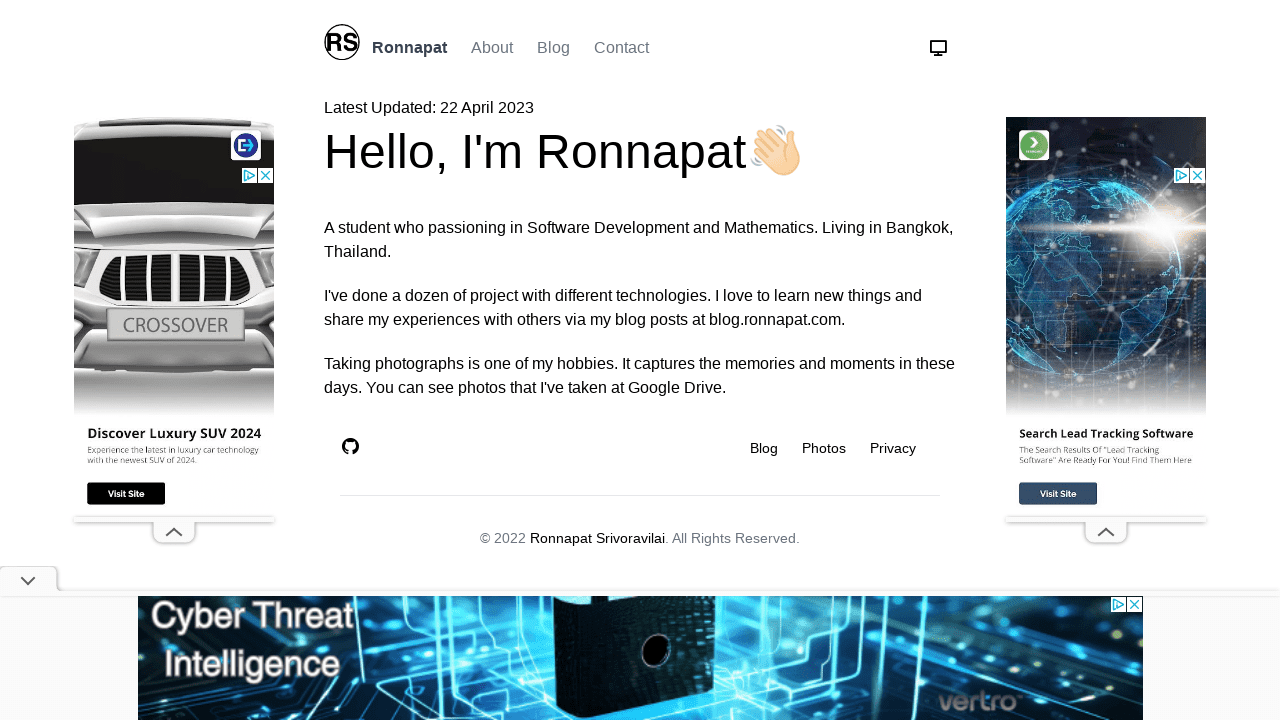 RS Ronnapat About Blog Contact
Latest Updated: 22 April 2023
Hello, I'm Ronnapat
A student who passioning in Software Development and Mathematics. Living in Bangkok,
Thailand.
I've done a dozen of project with different technologies. I love to learn new things and
share my experiences with others via my blog posts at blog.ronnapat.com.
Taking photographs is one of my hobbies. It captures the memories and moments in these
days. You can see photos that I've taken at Google Drive.
Blog Photos Privacy
© 2022 Ronnapat Srivoravilai. All Rights Reserved.
CROSSOVER
Discover Luxury SUV 2024
Experience the latest in luxury car technology
with the newest SUV of 2024.
Visit Site
Search Lead Tracking Software
The Search Results Of "Lead Tracking
Software" Are Ready For You! Find Them Here
Visit Site
Cyber Threat
Intelligence
vertro